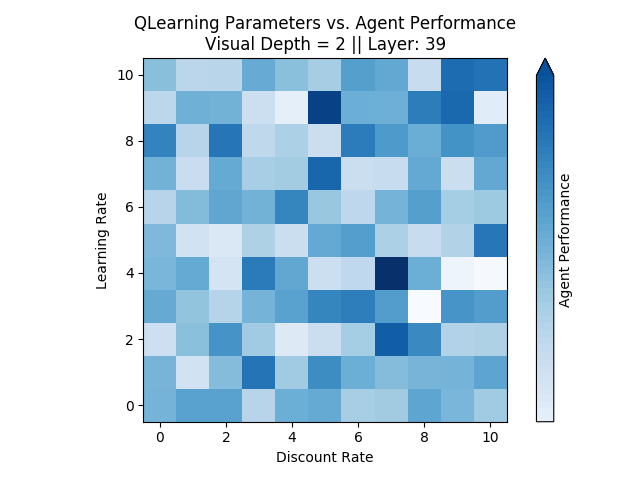 QLearning Parameters vs. Agent Performance
Visual Depth = 2 || Layer: 39
10
8
6
4
2
0
Learning Rate
0 2 4 6 8 10
Discount Rate
Agent Performance